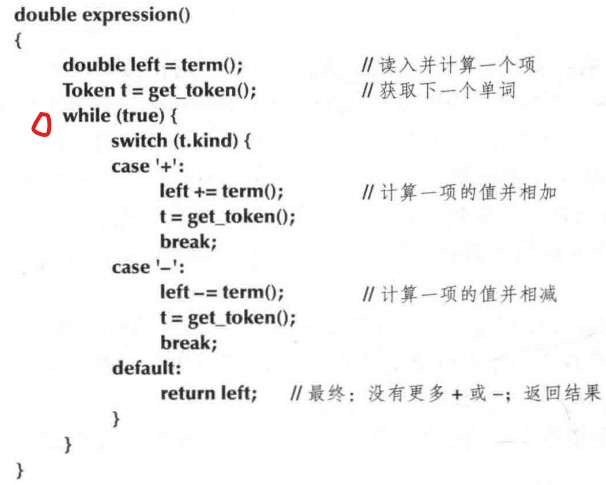 double expression()
{
double left = term(); // 读入并计算一个项
Token t = get_token(); // 获取下一个单词
while (true) {
switch (t.kind) {
case '+':
left += term(); // 计算一项的值并相加
t = get_token();
break;
case '–':
left –= term(); // 计算一项的值并相减
t = get_token();
break;
default:
return left; // 最终：没有更多 + 或 –；返回结果
}
}
}